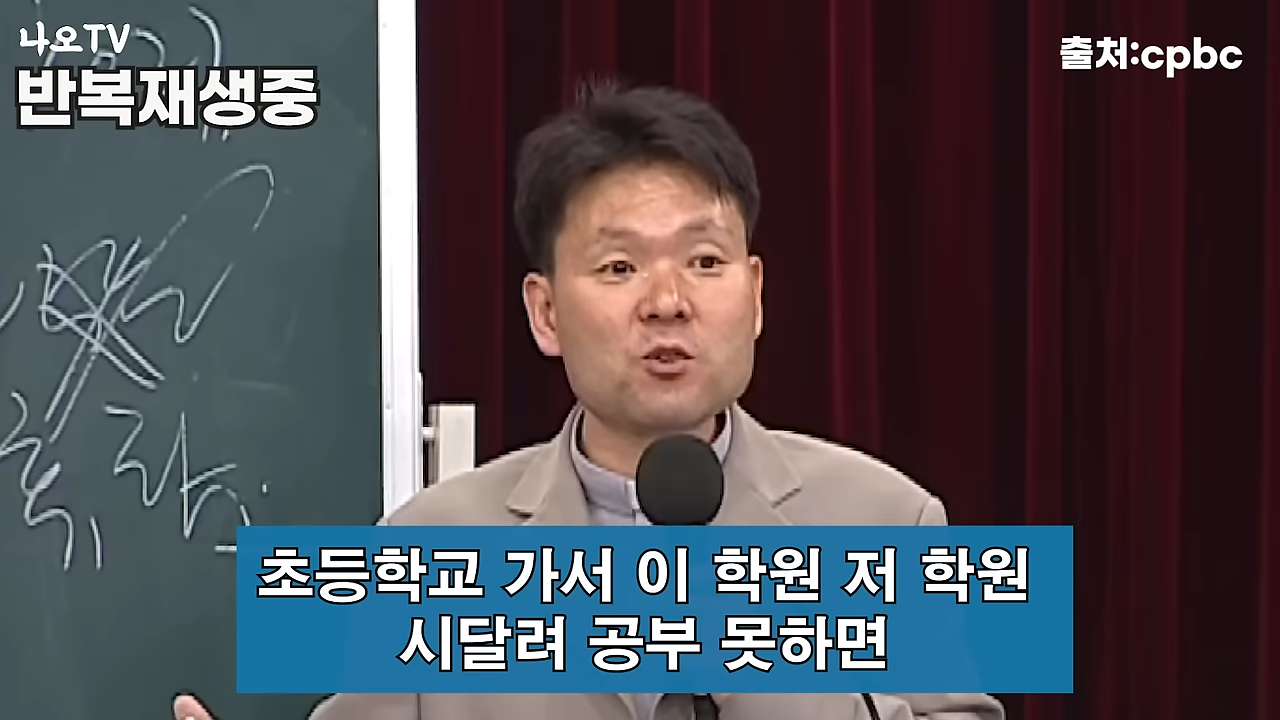 나오TV
반복재생중
출처:cpbc
초등학교 가서 이 학원 저 학원
시달려 공부 못하면